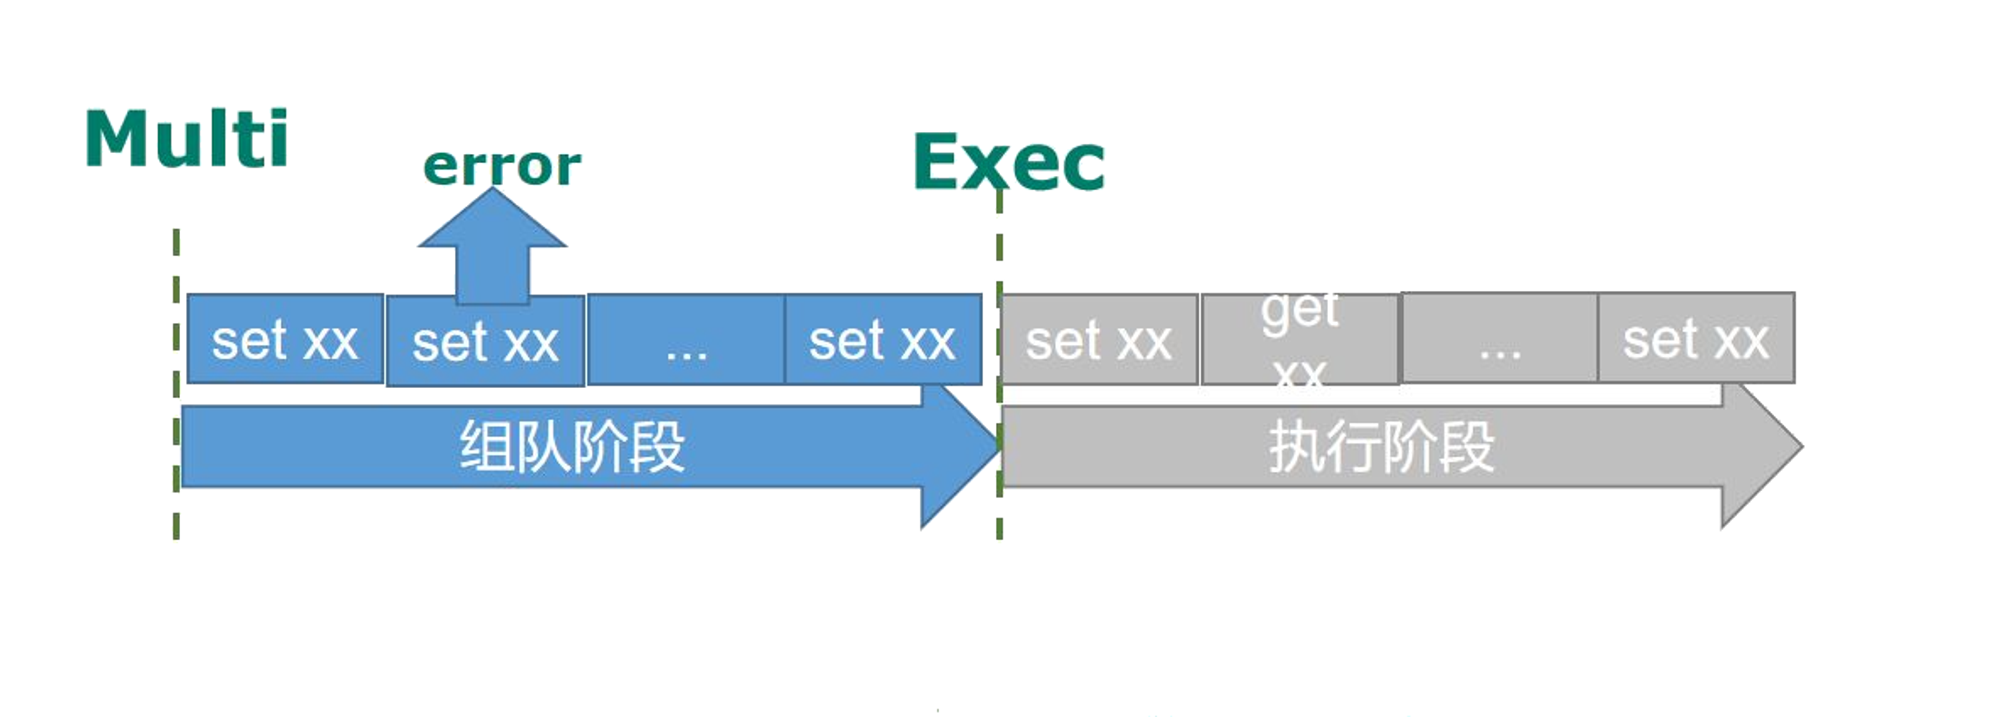 Multi
error
Exec
set xx
set xx
...
set xx
set xx
get
xx
...
set xx
组队阶段
执行阶段